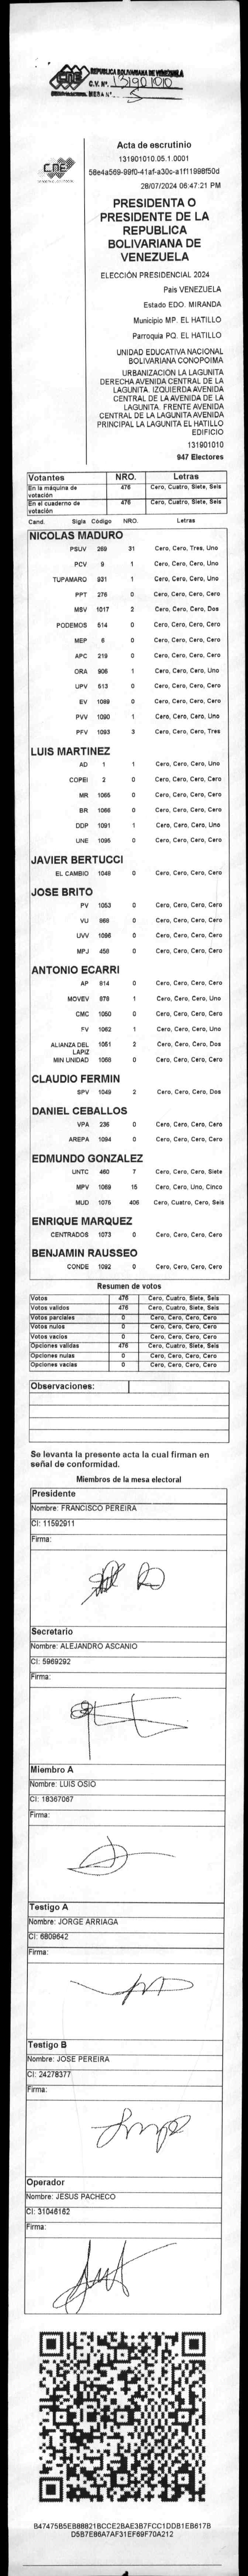 CNE REPUBLICA BOLIVARIANA DE VENEZUELA
C.V. Nº. 131901010
MESA Nº. 5
CNE
Acta de escrutinio
131901010.05.1.0001
28/07/2024 06:47:21 PM
PRESIDENTA O
PRESIDENTE DE LA
REPUBLICA
BOLIVARIANA DE
VENEZUELA
ELECCIÓN PRESIDENCIAL 2024
País VENEZUELA
Estado EDO. MIRANDA
Municipio MP. EL HATILLO
Parroquia PQ. EL HATILLO
UNIDAD EDUCATIVA NACIONAL
BOLIVARIANA CONOPOIMA
URBANIZACIÓN LA LAGUNITA
DERECHA AVENIDA CENTRAL DE LA
LAGUNITA. IZQUIERDA AVENIDA
CENTRAL DE LA AVENIDA DE LA
LAGUNITA. FRENTE AVENIDA
CENTRAL DE LA LAGUNITA AVENIDA
PRINCIPAL LA LAGUNITA EL HATILLO
EDIFICIO
131901010
947 Electores
Votantes NRO. Letras
En la máquina de votación 476 Cero, Cuatro, Siete, Seis
En el cuaderno de votación 476 Cero, Cuatro, Siete, Seis
Cand. Sigla Código NRO. Letras
NICOLAS MADURO
PSUV 269 31 Cero, Cero, Tres, Uno
PCV 9 1 Cero, Cero, Cero, Uno
TUPAMARO 931 1 Cero, Cero, Cero, Uno
PPT 276 0 Cero, Cero, Cero, Cero
MSV 1017 2 Cero, Cero, Cero, Dos
PODEMOS 514 0 Cero, Cero, Cero, Cero
MEP 6 0 Cero, Cero, Cero, Cero
APC 219 0 Cero, Cero, Cero, Cero
ORA 906 1 Cero, Cero, Cero, Uno
UPV 513 0 Cero, Cero, Cero, Cero
EV 1089 0 Cero, Cero, Cero, Cero
PVV 1090 1 Cero, Cero, Cero, Uno
PFV 1093 3 Cero, Cero, Cero, Tres
LUIS MARTINEZ
AD 1 1 Cero, Cero, Cero, Uno
COPEI 2 0 Cero, Cero, Cero, Cero
MR 1065 0 Cero, Cero, Cero, Cero
BR 1066 0 Cero, Cero, Cero, Cero
DDP 1091 1 Cero, Cero, Cero, Uno
UNE 1095 0 Cero, Cero, Cero, Cero
JAVIER BERTUCCI
EL CAMBIO 1048 0 Cero, Cero, Cero, Cero
JOSE BRITO
PV 1053 0 Cero, Cero, Cero, Cero
VU 868 0 Cero, Cero, Cero, Cero
UVV 1096 0 Cero, Cero, Cero, Cero
MPJ 458 0 Cero, Cero, Cero, Cero
ANTONIO ECARRI
AP 814 0 Cero, Cero, Cero, Cero
MOVEV 878 1 Cero, Cero, Cero, Uno
CMC 1050 0 Cero, Cero, Cero, Cero
FV 1062 1 Cero, Cero, Cero, Uno
ALIANZA DEL LAPIZ 1061 2 Cero, Cero, Cero, Dos
MIN UNIDAD 1068 0 Cero, Cero, Cero, Cero
CLAUDIO FERMIN
SPV 1049 2 Cero, Cero, Cero, Dos
DANIEL CEBALLOS
VPA 236 0 Cero, Cero, Cero, Cero
AREPA 1094 0 Cero, Cero, Cero, Cero
EDMUNDO GONZALEZ
UNTC 460 7 Cero, Cero, Cero, Siete
MPV 1069 15 Cero, Cero, Uno, Cinco
MUD 1075 406 Cero, Cuatro, Cero, Seis
ENRIQUE MARQUEZ
CENTRADOS 1073 0 Cero, Cero, Cero, Cero
BENJAMIN RAUSSEO
CONDE 1092 0 Cero, Cero, Cero, Cero
Resumen de votos
Votos 476 Cero, Cuatro, Siete, Seis
Votos validos 476 Cero, Cuatro, Siete, Seis
Votos parciales 0 Cero, Cero, Cero, Cero
Votos nulos 0 Cero, Cero, Cero, Cero
Votos vacios 0 Cero, Cero, Cero, Cero
Opciones validas 476 Cero, Cuatro, Siete, Seis
Opciones nulas 0 Cero, Cero, Cero, Cero
Opciones vacias 0 Cero, Cero, Cero, Cero
Observaciones:
Se levanta la presente acta la cual firman en
señal de conformidad.
Miembros de la mesa electoral
Presidente
Nombre: FRANCISCO PEREIRA
CI: 11592911
Firma:
Secretario
Nombre: ALEJANDRO ASCANIO
CI: 5969292
Firma:
Miembro A
Nombre: LUIS OSIO
CI: 18367067
Firma:
Testigo A
Nombre: JORGE ARRIAGA
CI: 6809642
Firma:
Testigo B
Nombre: JOSE PEREIRA
CI: 24278377
Firma:
Operador
Nombre: JESUS PACHECO
CI: 31046162
Firma: